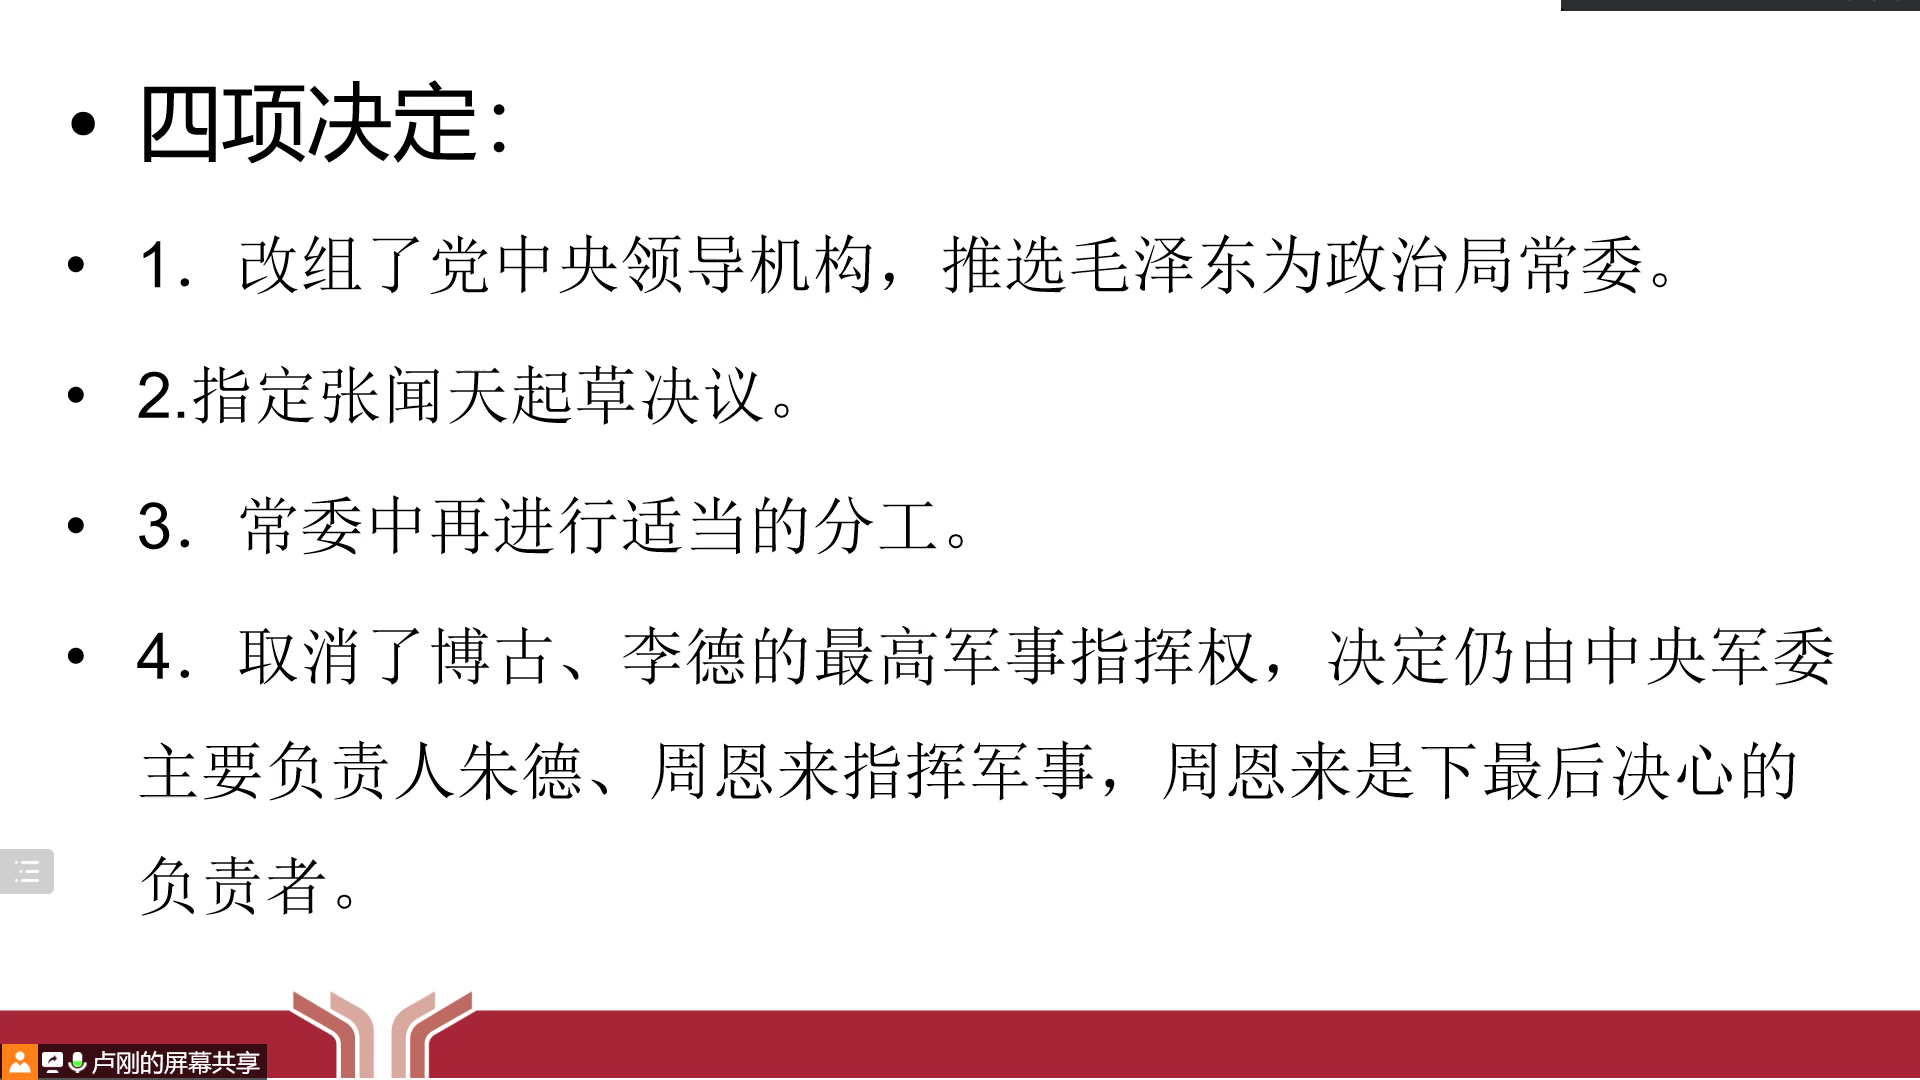 • 四项决定：
• 1． 改组了党中央领导机构，推选毛泽东为政治局常委。
• 2.指定张闻天起草决议。
• 3． 常委中再进行适当的分工。
• 4． 取消了博古、李德的最高军事指挥权，决定仍由中央军委
主要负责人朱德、周恩来指挥军事，周恩来是下最后决心的
负责者。
卢刚的屏幕共享